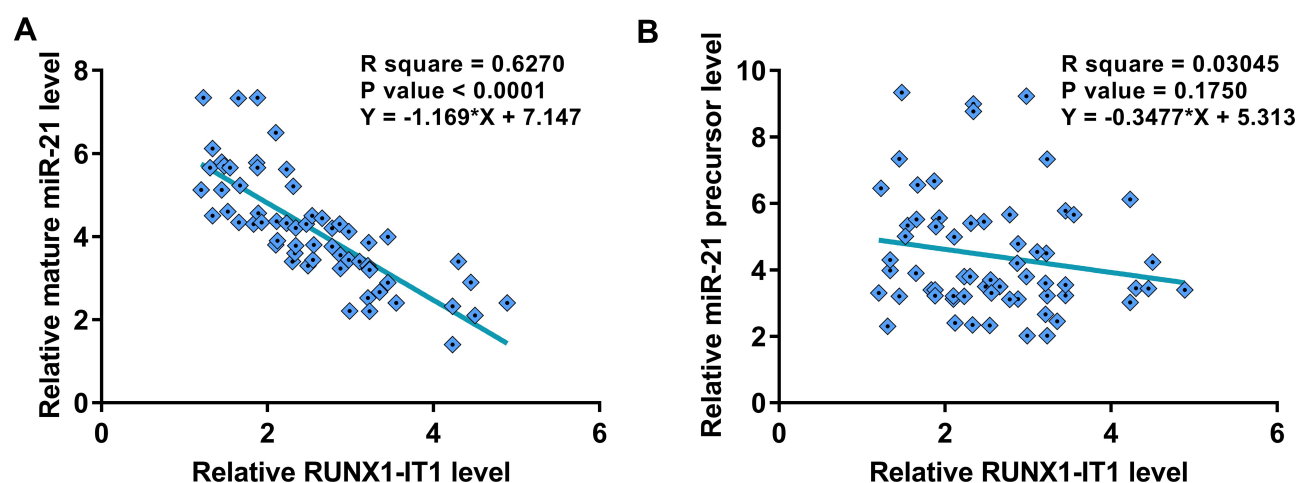 A
Relative mature miR-21 level
R square = 0.6270
P value < 0.0001
Y = -1.169*X + 7.147
8
6
4
2
0
0 2 4 6
Relative RUNX1-IT1 level
B
Relative miR-21 precursor level
R square = 0.03045
P value = 0.1750
Y = -0.3477*X + 5.313
10
8
6
4
2
0
0 2 4 6
Relative RUNX1-IT1 level